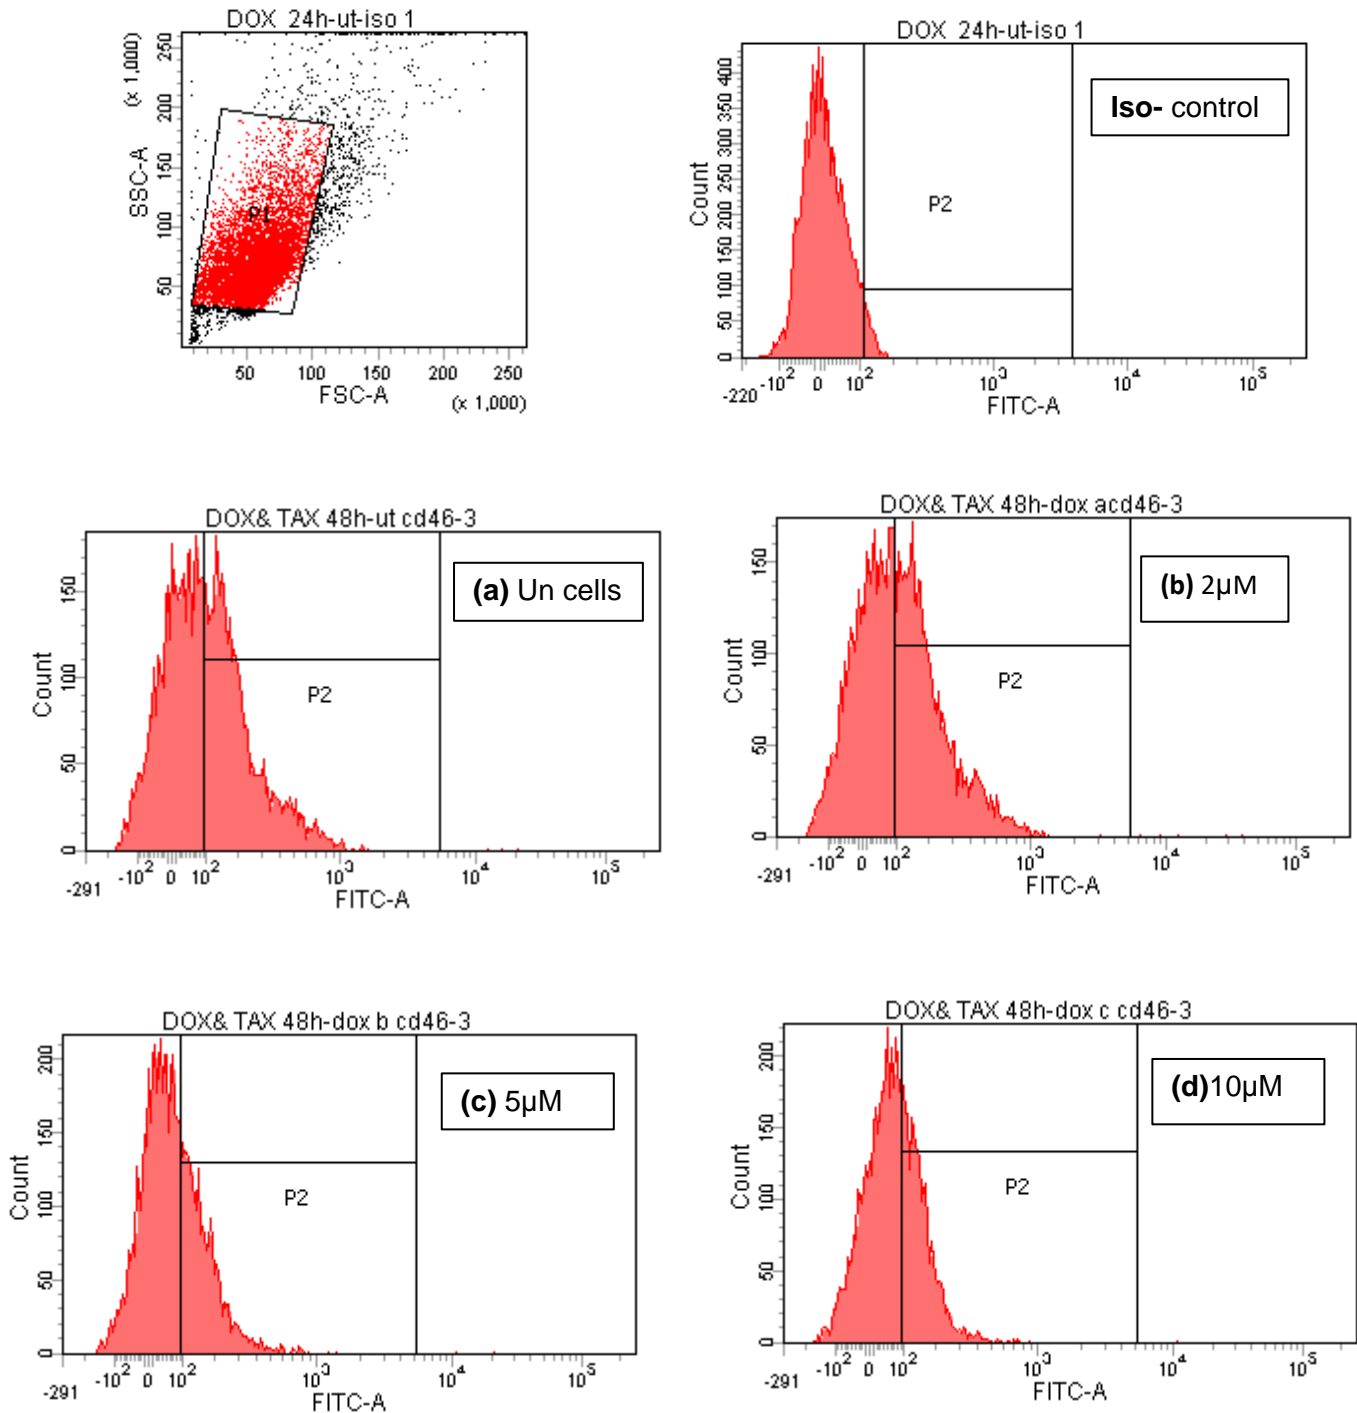 DOX 24h-ut-iso 1
(x 1,000)
250
200
150
100
50
SSC-A
P1
50 100 150 200 250
FSC-A
(x 1,000)
DOX 24h-ut-iso 1
Iso- control
400
350
300
250
200
150
100
50
0
Count
P2
-220 -10² 0 10² 10³ 10⁴ 10⁵
FITC-A
DOX& TAX 48h-ut cd46-3
(a) Un cells
150
100
50
0
Count
P2
-291 -10² 0 10² 10³ 10⁴ 10⁵
FITC-A
DOX& TAX 48h-dox acd46-3
(b) 2µM
150
100
50
0
Count
P2
-291 -10² 0 10² 10³ 10⁴ 10⁵
FITC-A
DOX& TAX 48h-dox b cd46-3
(c) 5µM
200
150
100
50
0
Count
P2
-291 -10² 0 10² 10³ 10⁴ 10⁵
FITC-A
DOX& TAX 48h-dox c cd46-3
(d)10µM
200
150
100
50
0
Count
P2
-291 -10² 0 10² 10³ 10⁴ 10⁵
FITC-A